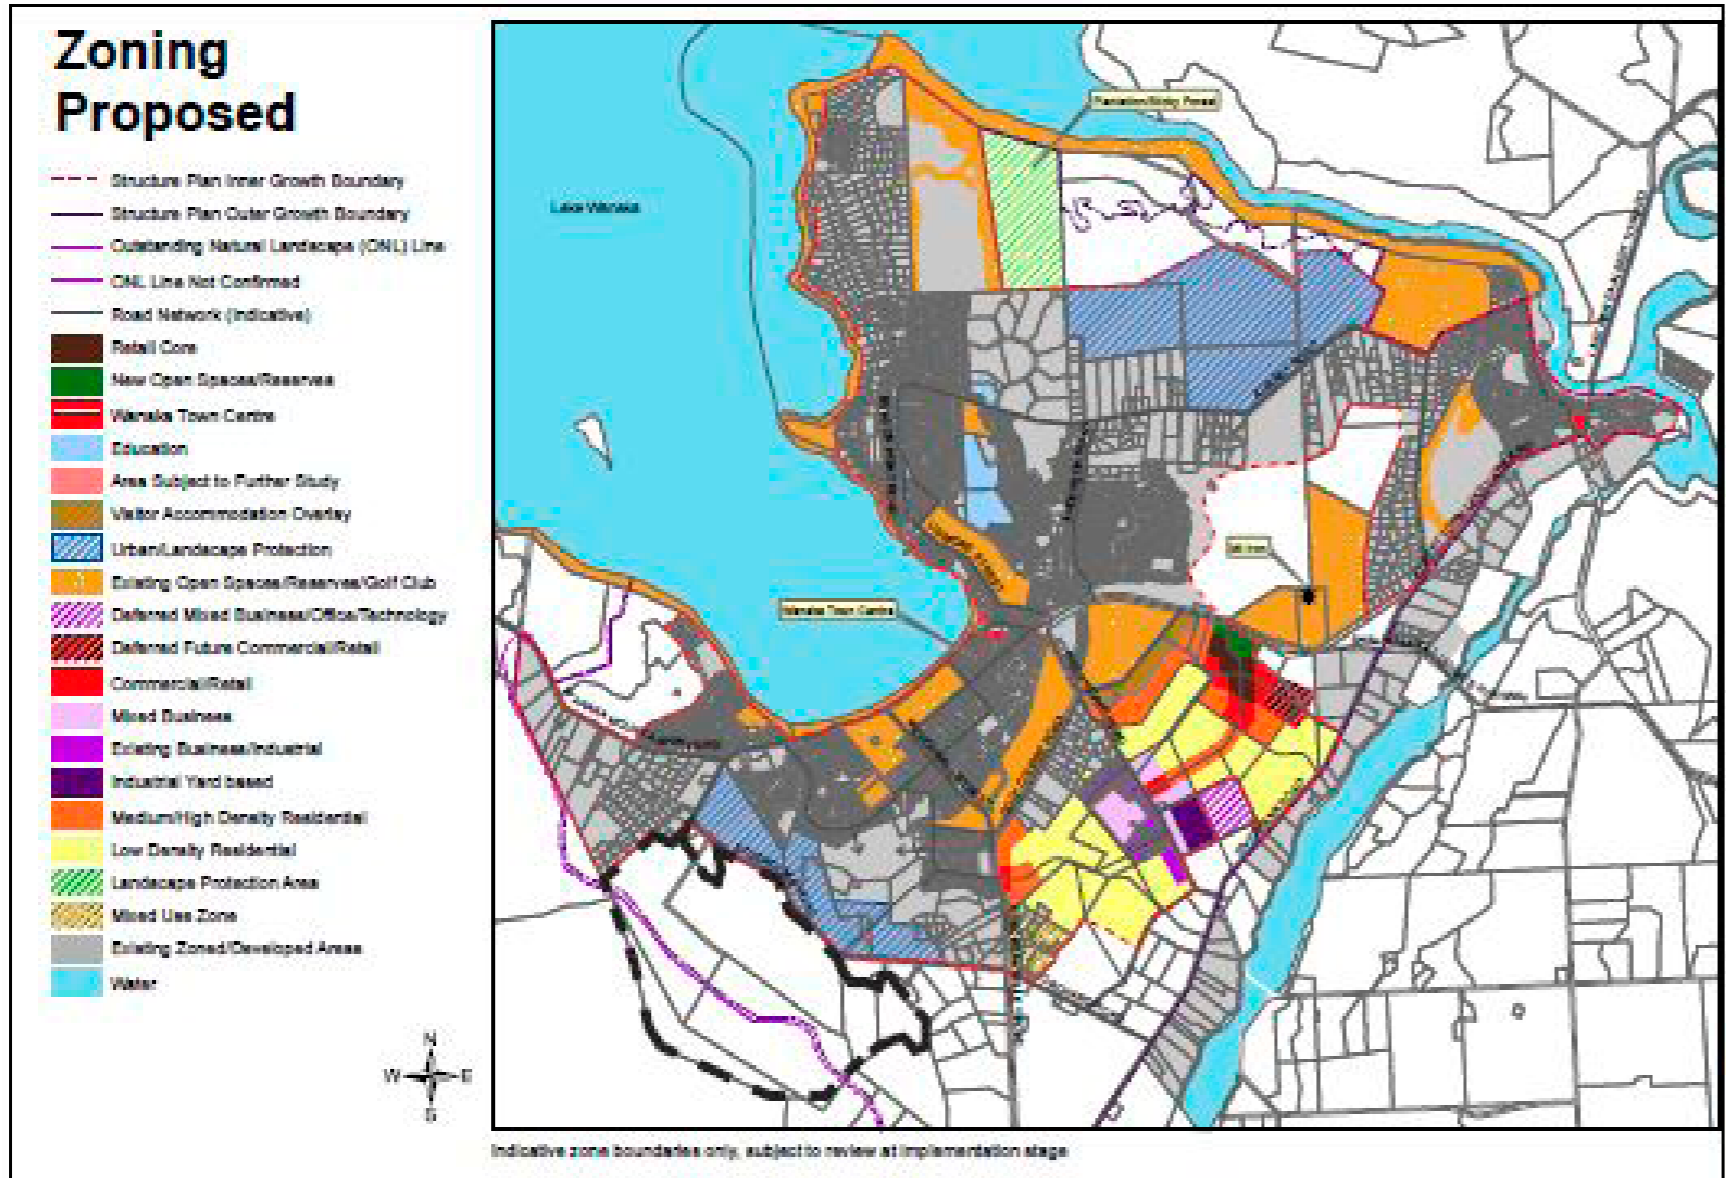 Zoning
Proposed
Structure Plan Inner Growth Boundary
Structure Plan Outer Growth Boundary
Outstanding Natural Landscape (ONL) Line
ONL Line Not Confirmed
Road Network (Indicative)
Retail Core
New Open Spaces/Reserves
Wanaka Town Centre
Education
Area Subject to Further Study
Visitor Accommodation Overlay
Urban/Landscape Protection
Existing Open Spaces/Reserves/Golf Club
Deferred Mixed Business/Office/Technology
Deferred Future Commercial/Retail
Commercial/Retail
Mixed Business
Existing Business/Industrial
Industrial Yard based
Medium/High Density Residential
Low Density Residential
Landscape Protection Area
Mixed Use Zone
Existing Zoned/Developed Areas
Water
N
W E
S
Lake Wanaka
Plantation/Sticky Forest
Mt Iron
Wanaka Town Centre
Indicative zone boundaries only, subject to review at implementation stage